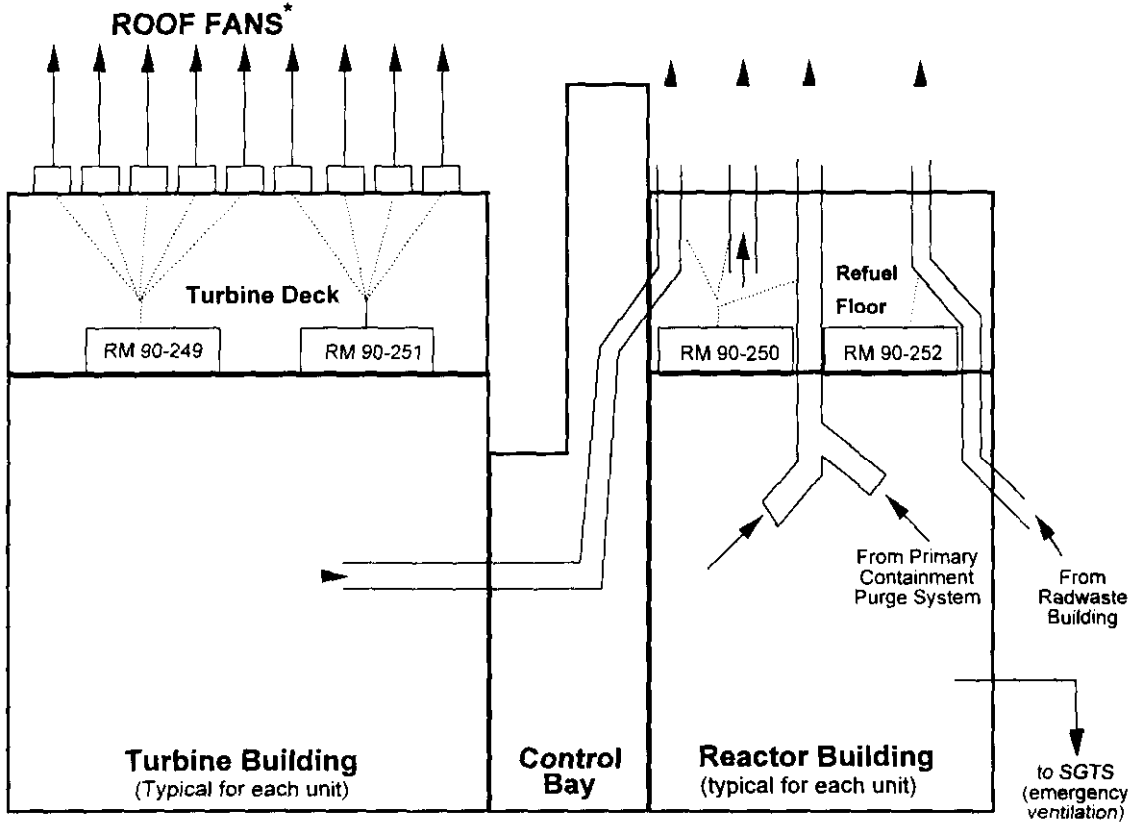 ROOF FANS*
Turbine Deck
RM 90-249
RM 90-251
Refuel
Floor
RM 90-250
RM 90-252
From Primary
Containment
Purge System
From
Radwaste
Building
Turbine Building
(Typical for each unit)
Control
Bay
Reactor Building
(typical for each unit)
to SGTS
(emergency
ventilation)